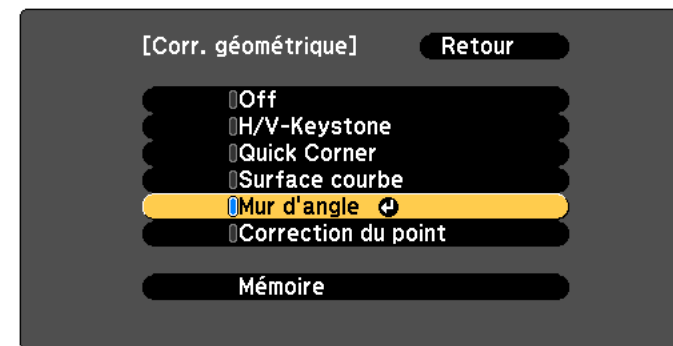 [Corr. géométrique] Retour
Off
H/V-Keystone
Quick Corner
Surface courbe
Mur d'angle
Correction du point
Mémoire